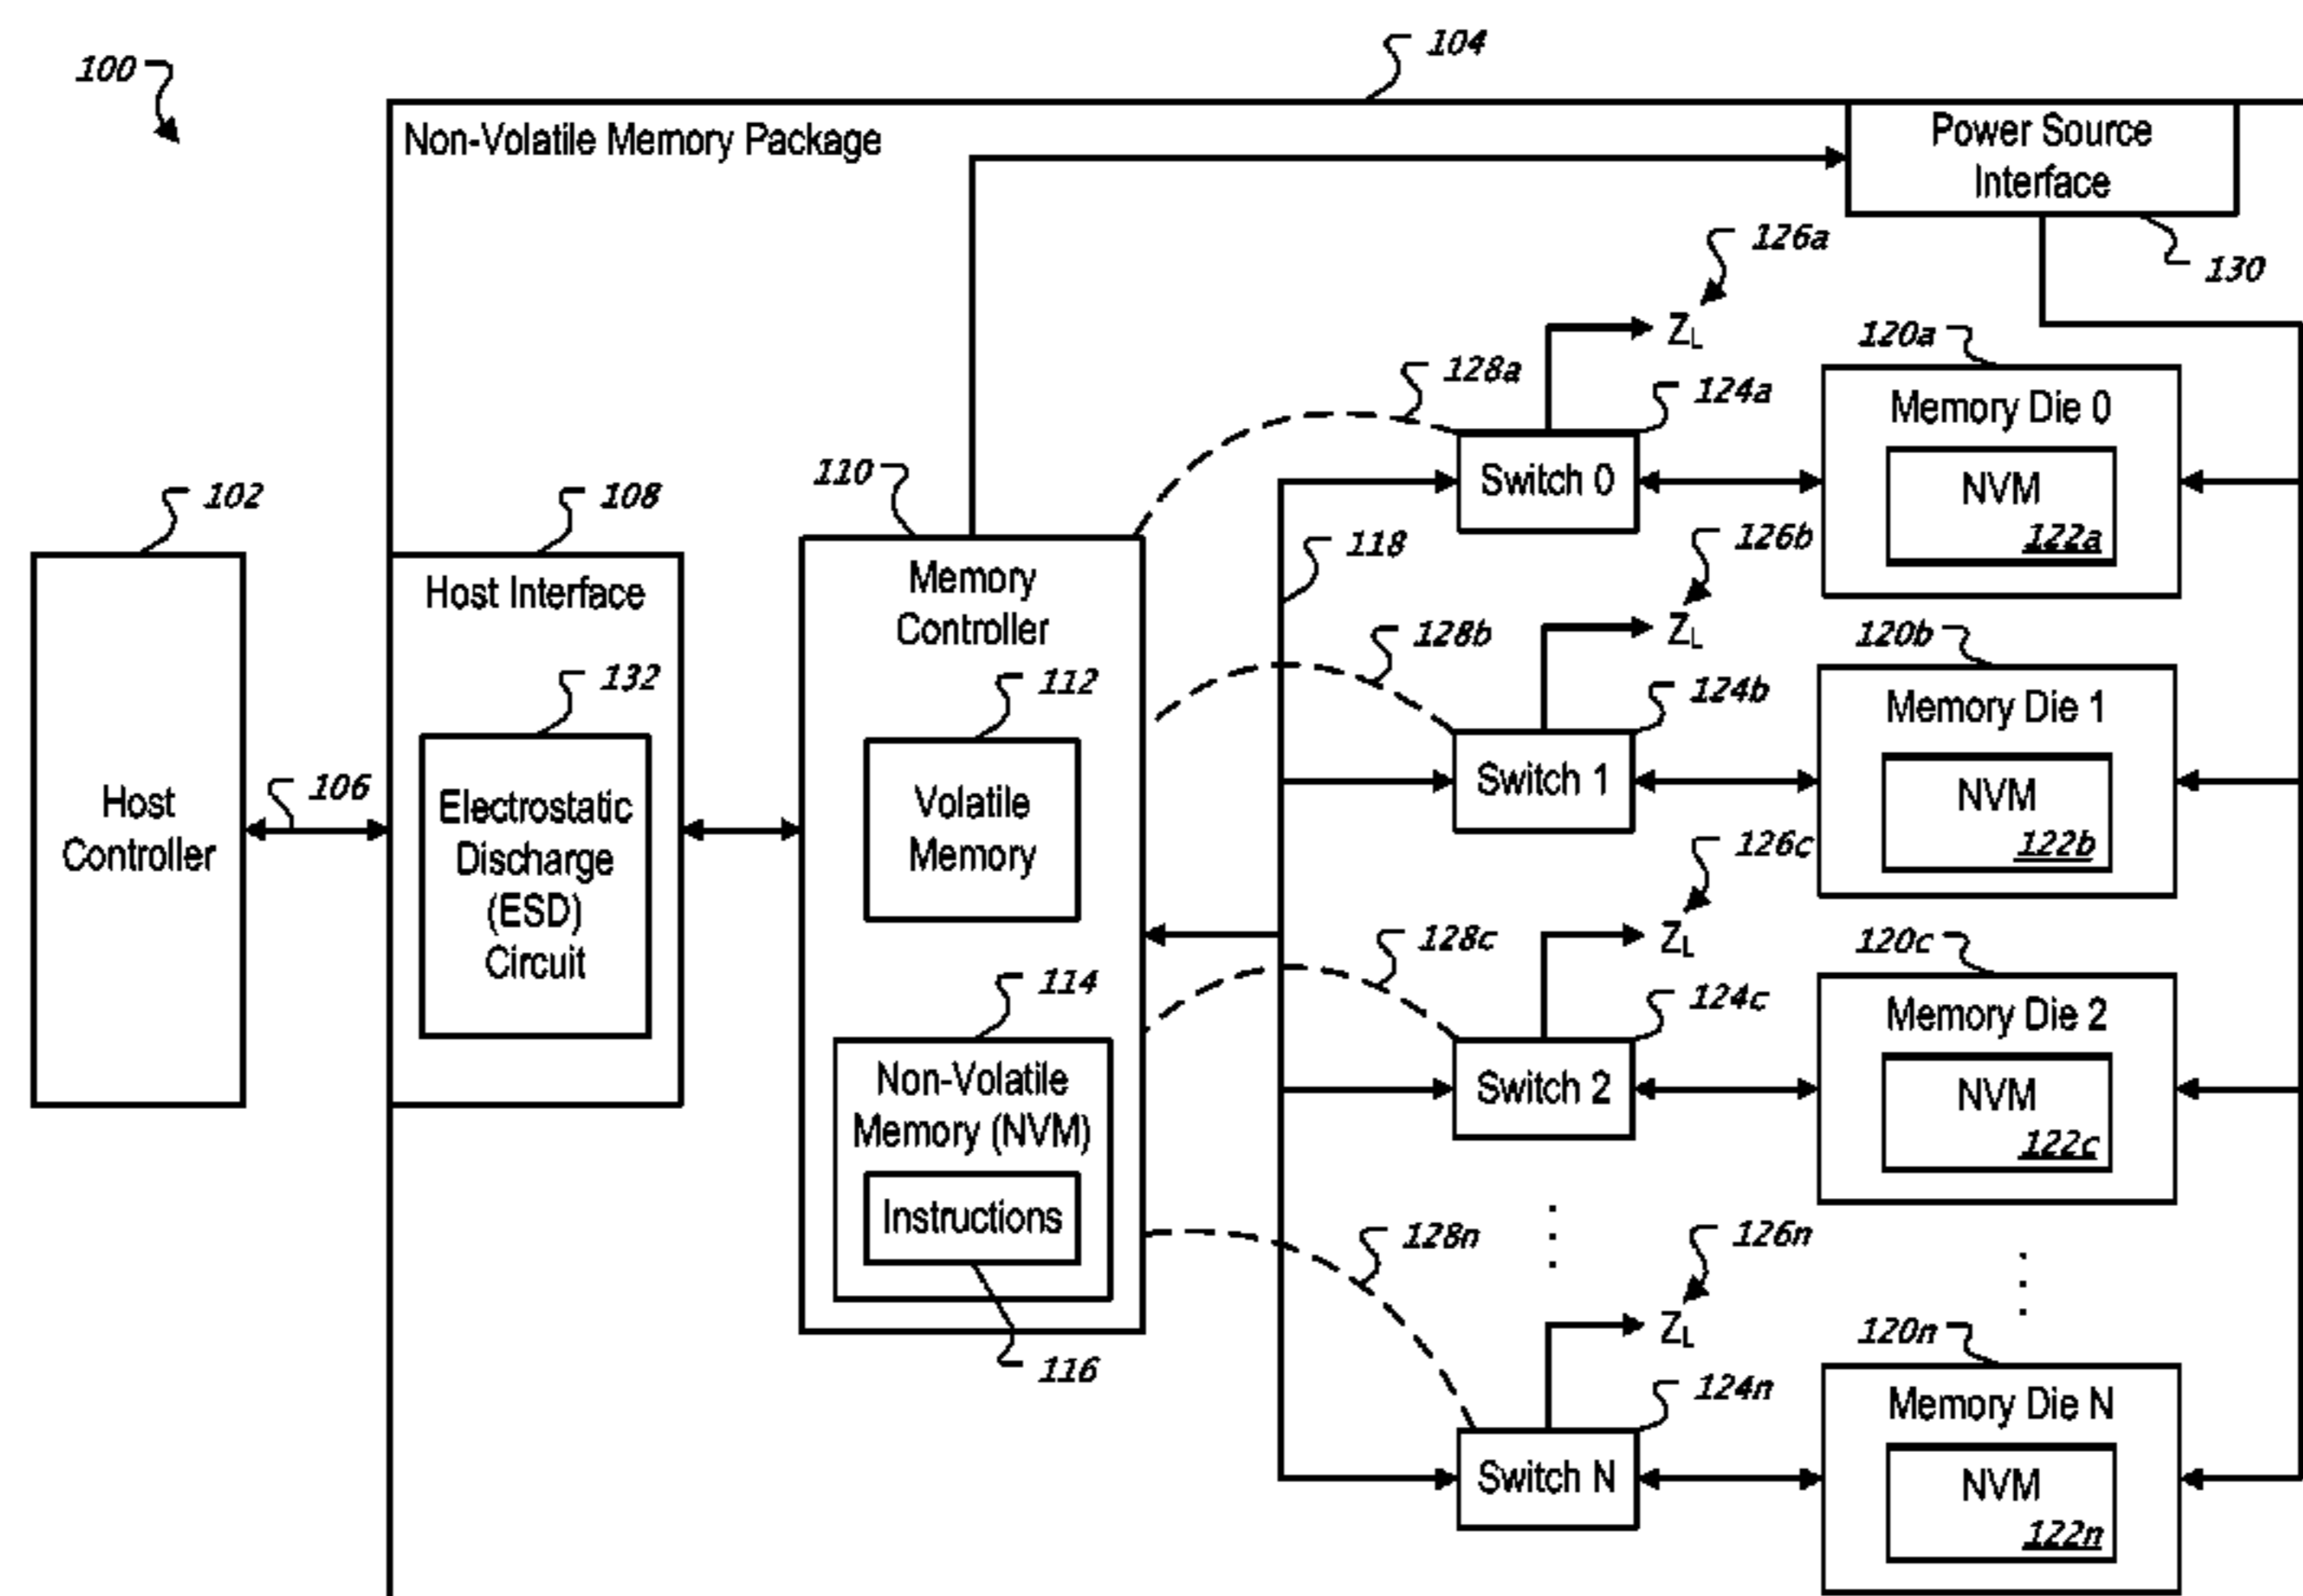 100
104
Non-Volatile Memory Package
Power Source
Interface
130
126a
ZL
128a
124a
120a
Memory Die 0
NVM
122a
Switch 0
102
Host
Controller
106
108
Host Interface
132
Electrostatic
Discharge
(ESD)
Circuit
110
Memory
Controller
112
Volatile
Memory
114
Non-Volatile
Memory (NVM)
Instructions
116
118
126b
ZL
128b
124b
120b
Memory Die 1
NVM
122b
Switch 1
126c
ZL
128c
124c
120c
Memory Die 2
NVM
122c
Switch 2
126n
ZL
128n
124n
120n
Memory Die N
NVM
122n
Switch N